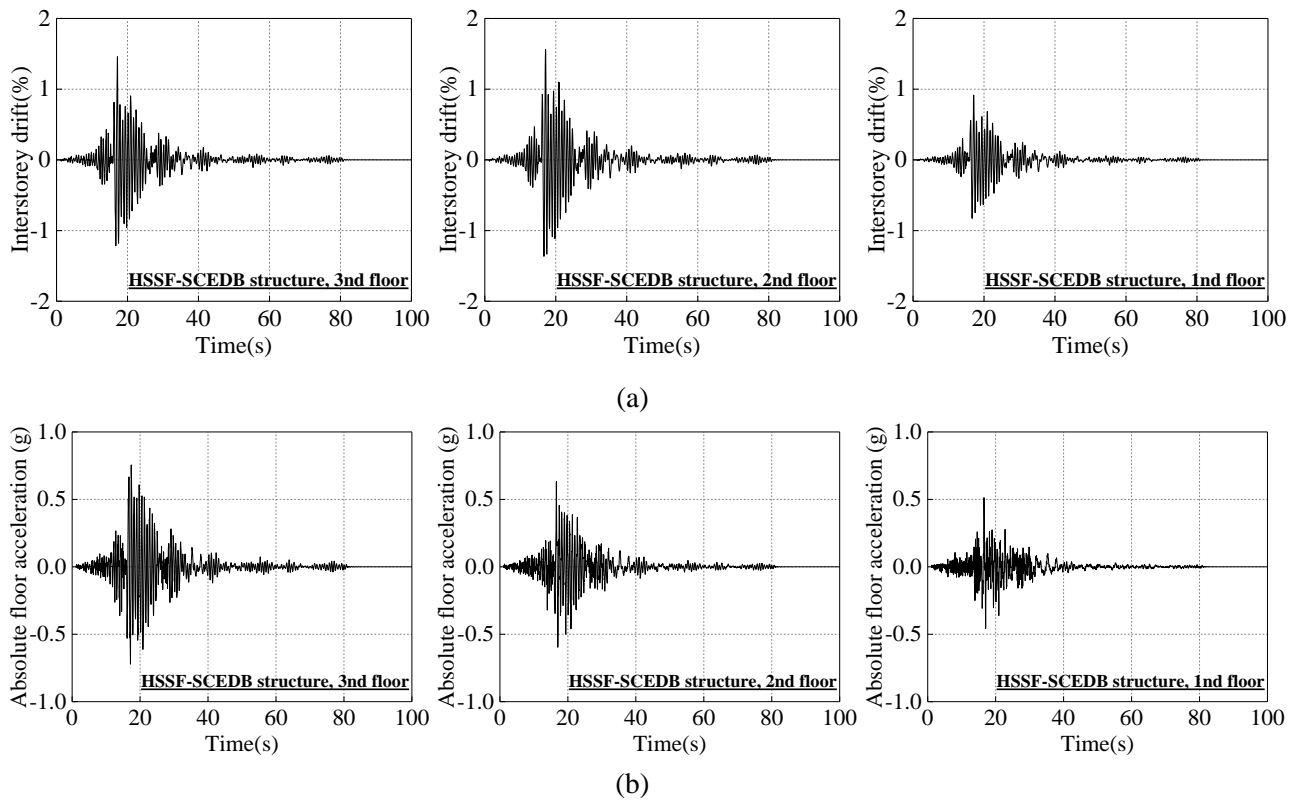 2
1
0
-1
-2
Interstorey drift(%)
HSSF-SCEDB structure, 3nd floor
0 20 40 60 80 100
Time(s)
2
1
0
-1
-2
Interstorey drift(%)
HSSF-SCEDB structure, 2nd floor
0 20 40 60 80 100
Time(s)
2
1
0
-1
-2
Interstorey drift(%)
HSSF-SCEDB structure, 1nd floor
0 20 40 60 80 100
Time(s)
(a)
1.0
0.5
0.0
-0.5
-1.0
Absolute floor acceleration (g)
HSSF-SCEDB structure, 3nd floor
0 20 40 60 80 100
Time(s)
1.0
0.5
0.0
-0.5
-1.0
Absolute floor acceleration (g)
HSSF-SCEDB structure, 2nd floor
0 20 40 60 80 100
Time(s)
1.0
0.5
0.0
-0.5
-1.0
Absolute floor acceleration (g)
HSSF-SCEDB structure, 1nd floor
0 20 40 60 80 100
Time(s)
(b)